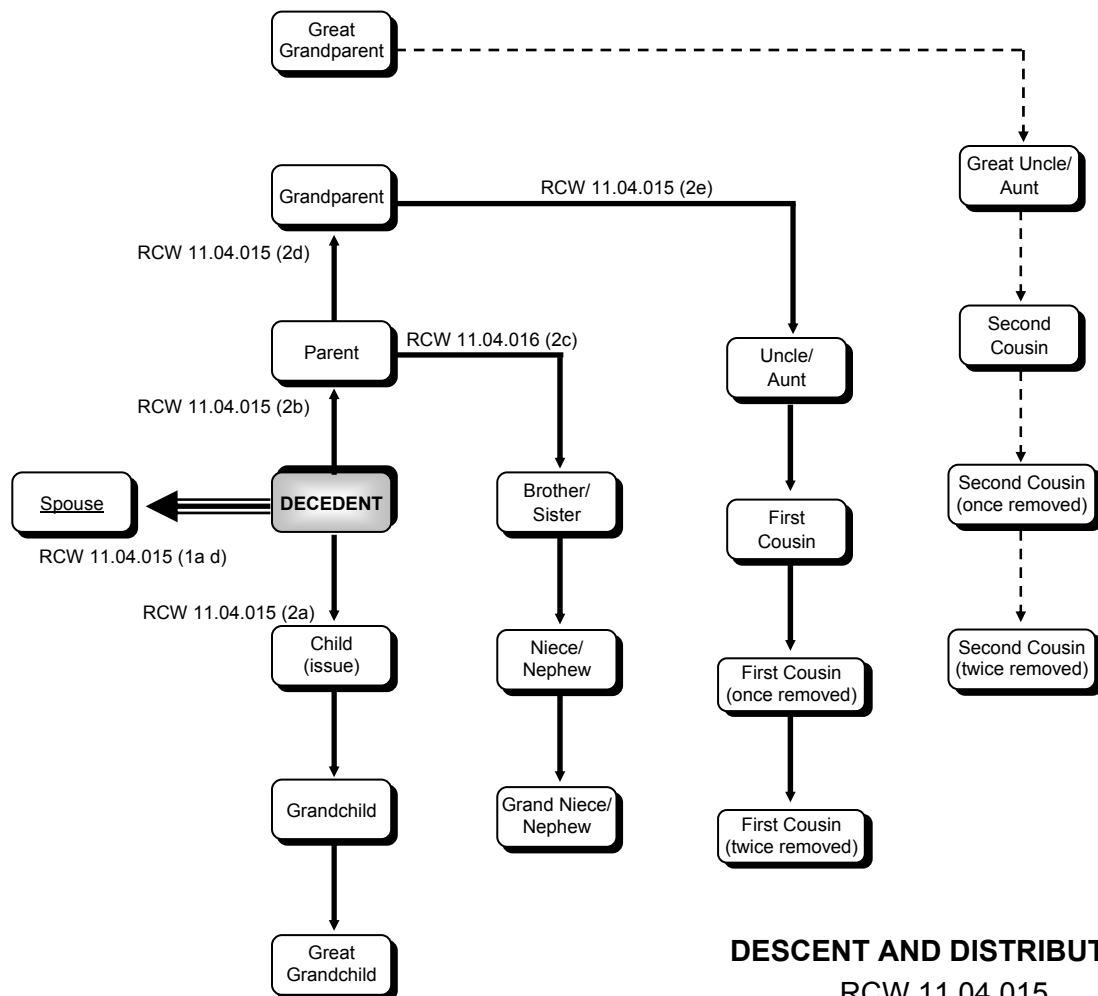 Great
Grandparent
Great Uncle/
Aunt
Grandparent
RCW 11.04.015 (2e)
RCW 11.04.015 (2d)
Second
Cousin
Parent
RCW 11.04.016 (2c)
Uncle/
Aunt
RCW 11.04.015 (2b)
Spouse
DECEDENT
Brother/
Sister
Second Cousin
(once removed)
First
Cousin
RCW 11.04.015 (1a d)
RCW 11.04.015 (2a)
Child
(issue)
Niece/
Nephew
Second Cousin
(twice removed)
First Cousin
(once removed)
Grandchild
Grand Niece/
Nephew
First Cousin
(twice removed)
Great
Grandchild
DESCENT AND DISTRIBUT
RCW 11.04.015